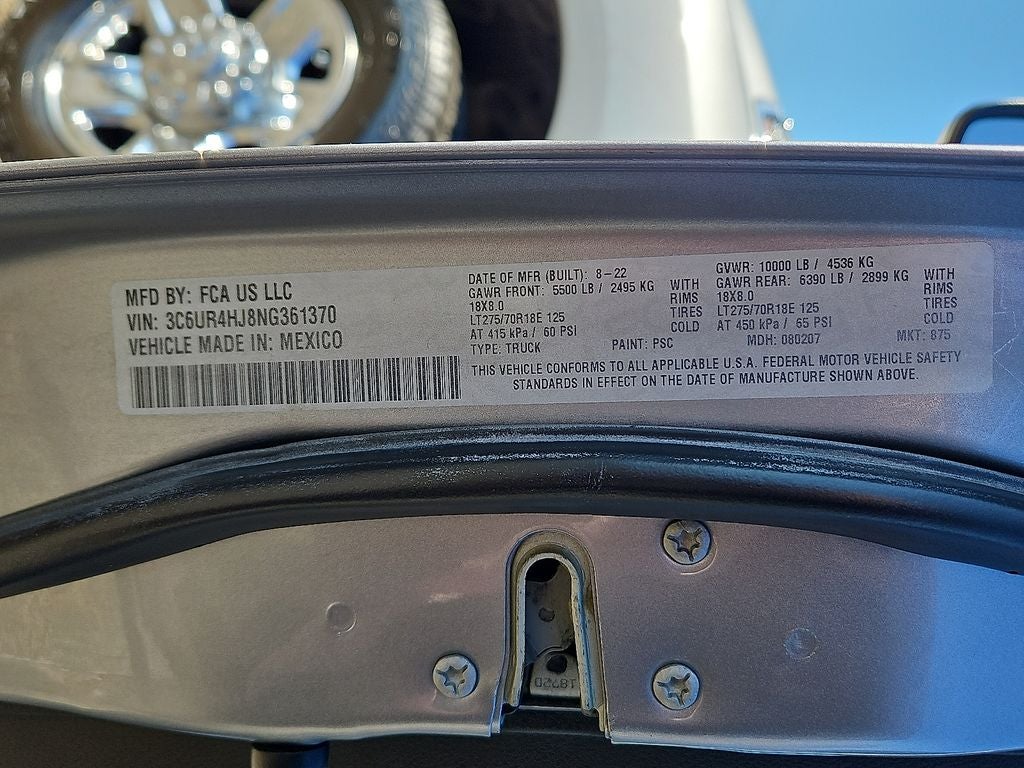 MFD BY: FCA US LLC
VIN: 3C6UR4HJ8NG361370
VEHICLE MADE IN: MEXICO
DATE OF MFR (BUILT): 8-22
GAWR FRONT: 5500 LB / 2495 KG WITH
18X8.0 RIMS
LT275/70R18E 125 TIRES
AT 415 kPa / 60 PSI COLD
TYPE: TRUCK PAINT: PSC
GVWR: 10000 LB / 4536 KG
GAWR REAR: 6390 LB / 2899 KG WITH
18X8.0 RIMS
LT275/70R18E 125 TIRES
AT 450 kPa / 65 PSI COLD
MDH: 080207 MKT: 875
THIS VEHICLE CONFORMS TO ALL APPLICABLE U.S.A. FEDERAL MOTOR VEHICLE SAFETY
STANDARDS IN EFFECT ON THE DATE OF MANUFACTURE SHOWN ABOVE.